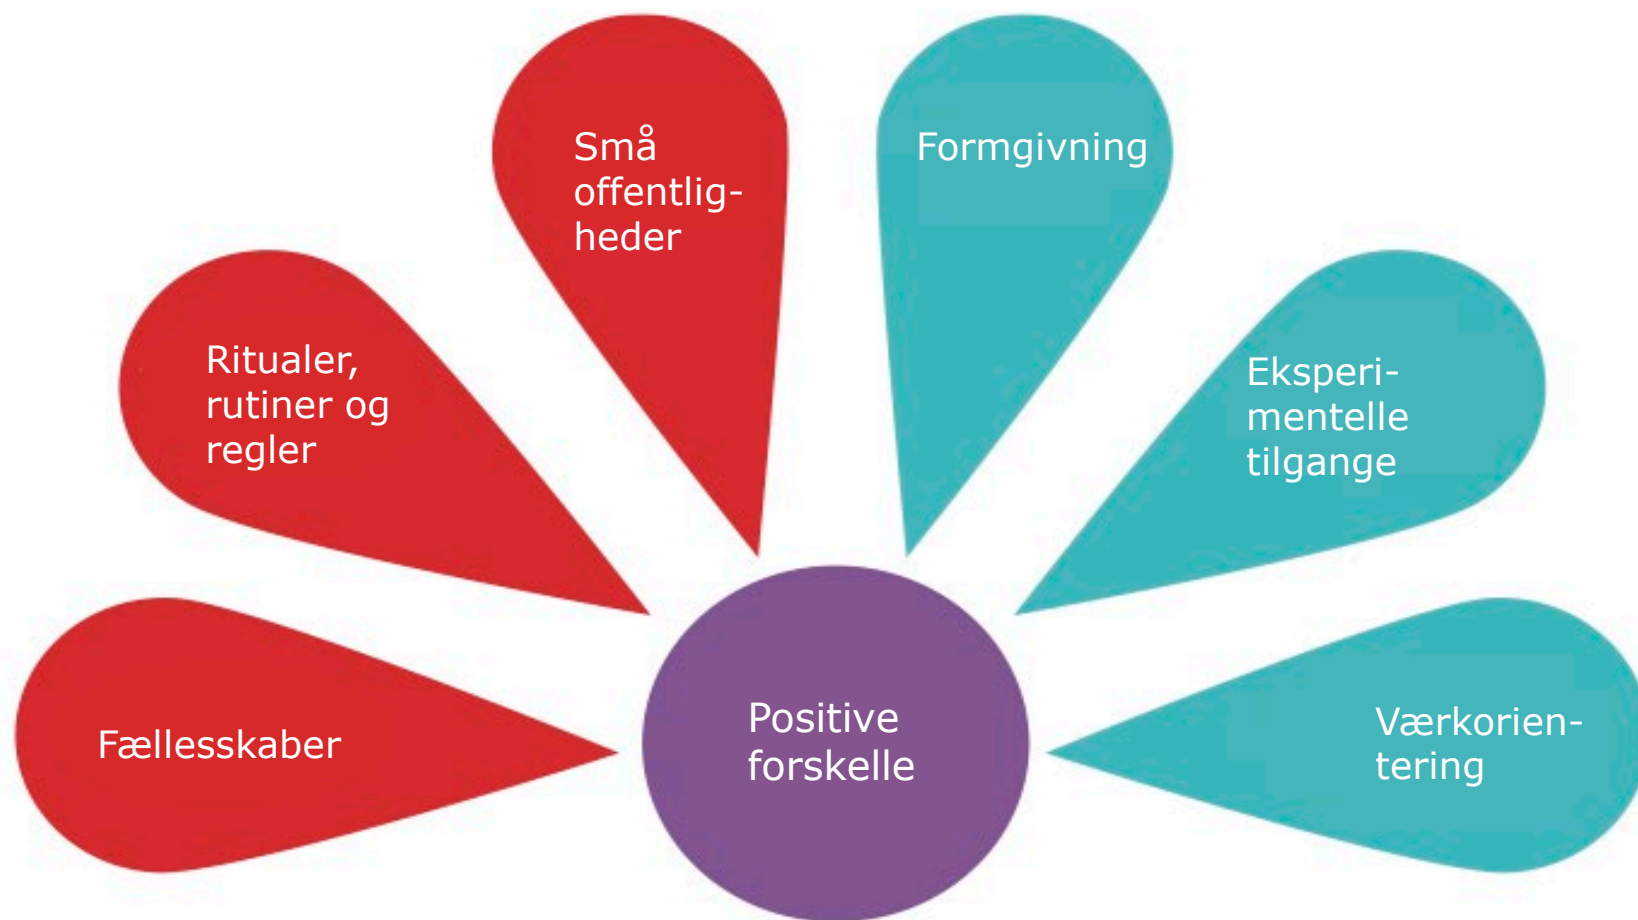 Små
offentlig-
heder
Formgivning
Ritualer,
rutiner og
regler
Eksperi-
mentelle
tilgange
Fællesskaber
Positive
forskelle
Værkorien-
tering